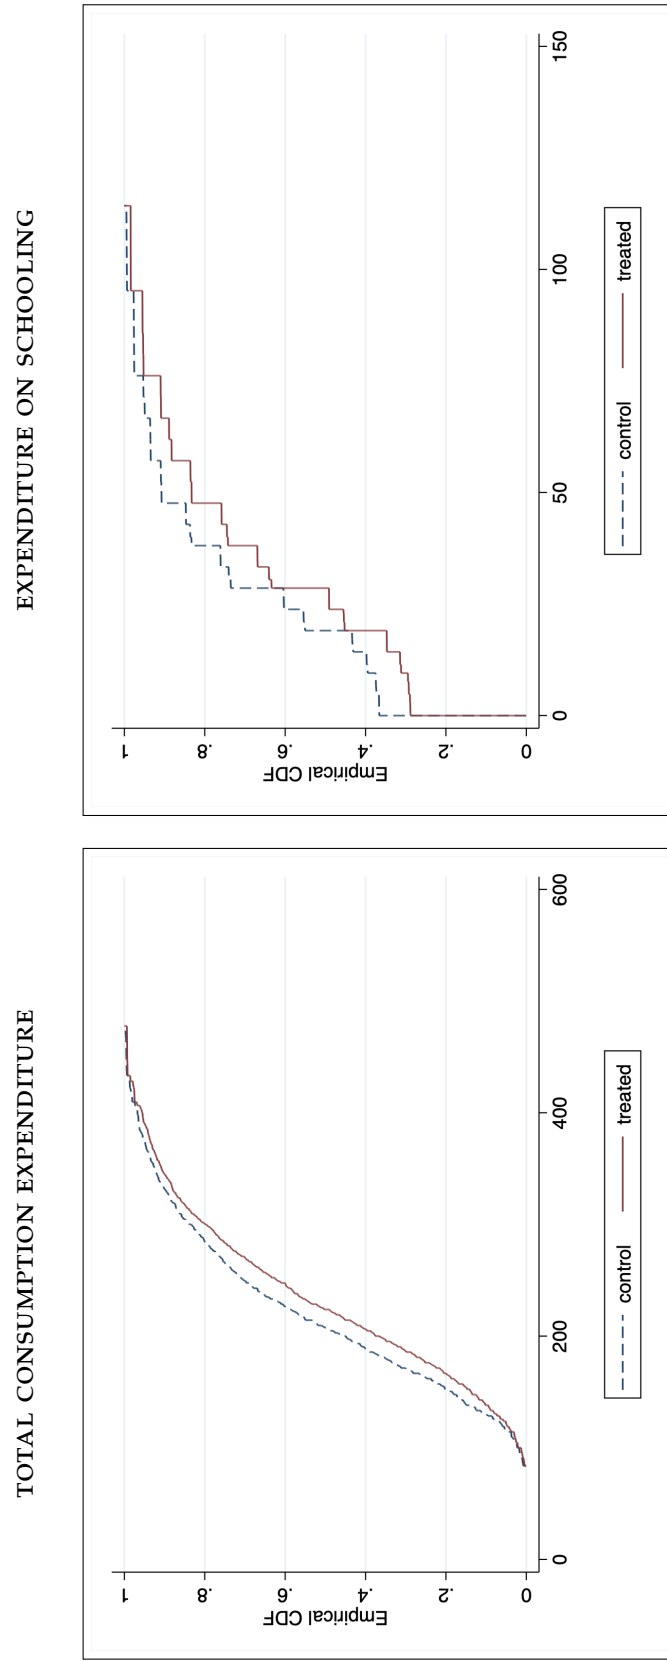 TOTAL CONSUMPTION EXPENDITURE
Empirical CDF
1
.8
.6
.4
.2
0
0
200
400
600
control
treated
EXPENDITURE ON SCHOOLING
Empirical CDF
1
.8
.6
.4
.2
0
0
50
100
150
control
treated